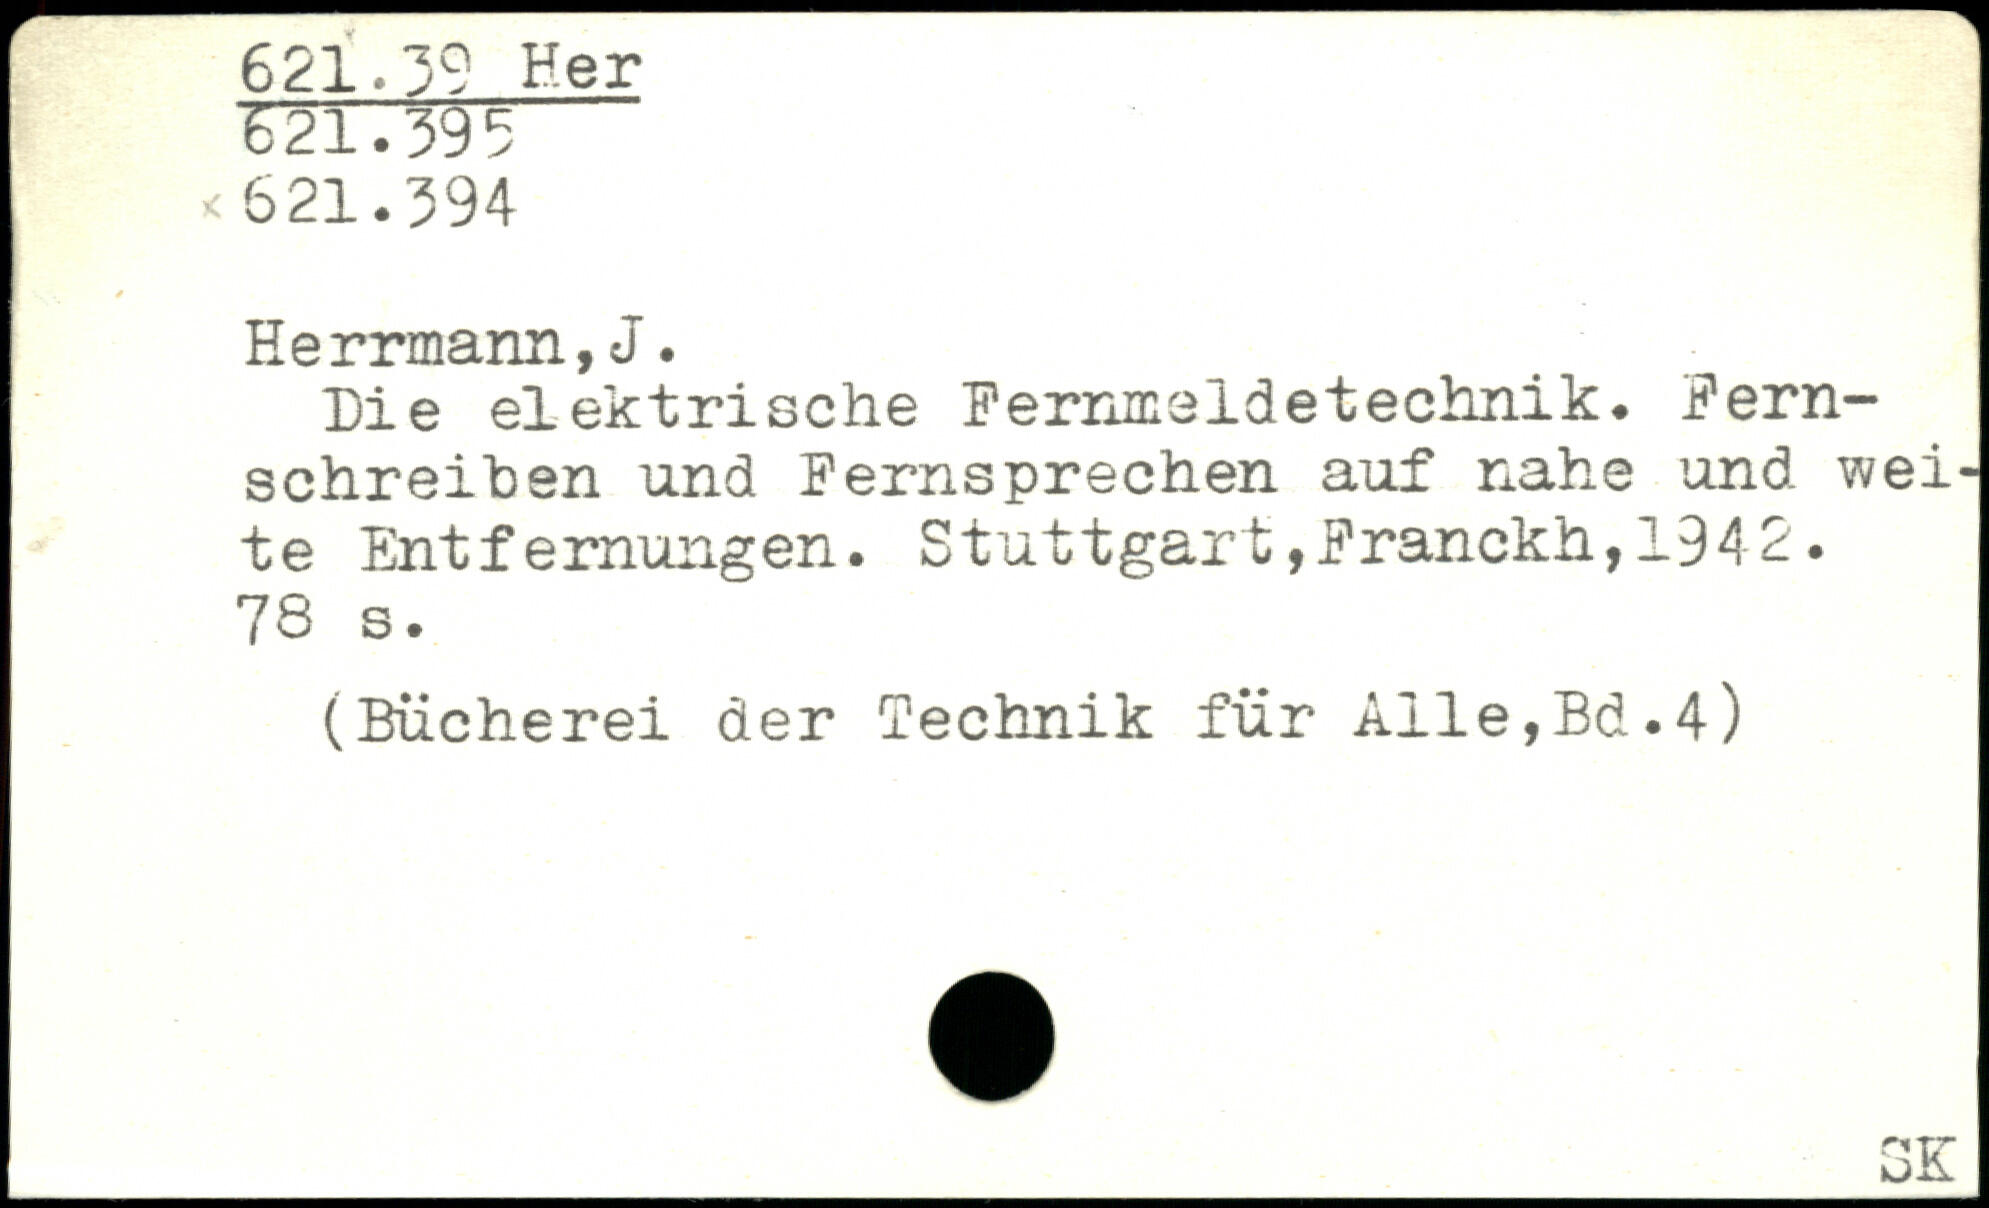 621.39 Her
621.395
x 621.394
Herrmann,J.
Die elektrische Fernmeldetechnik. Fern-
schreiben und Fernsprechen auf nahe und wei-
te Entfernungen. Stuttgart,Franckh,1942.
78 s.
(Bücherei der Technik für Alle,Bd.4)
SK